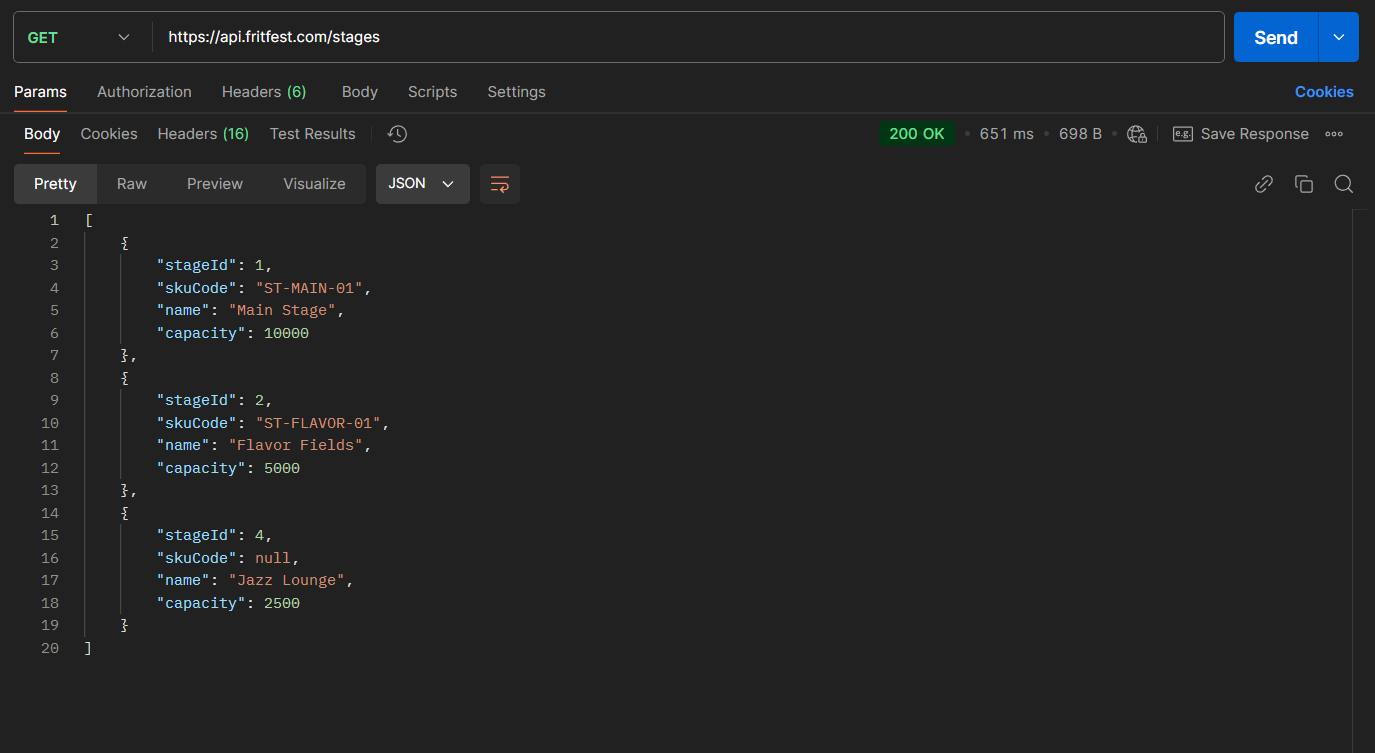 GET https://api.fritfest.com/stages Send
Params Authorization Headers (6) Body Scripts Settings Cookies
Body Cookies Headers (16) Test Results 200 OK • 651 ms • 698 B • e.g. Save Response
Pretty Raw Preview Visualize JSON
1 [
2 {
3 "stageId": 1,
4 "skuCode": "ST-MAIN-01",
5 "name": "Main Stage",
6 "capacity": 10000
7 },
8 {
9 "stageId": 2,
10 "skuCode": "ST-FLAVOR-01",
11 "name": "Flavor Fields",
12 "capacity": 5000
13 },
14 {
15 "stageId": 4,
16 "skuCode": null,
17 "name": "Jazz Lounge",
18 "capacity": 2500
19 }
20 ]